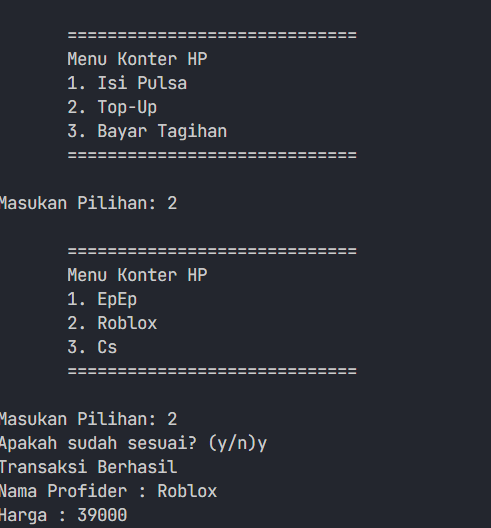 =============================
Menu Konter HP
1. Isi Pulsa
2. Top-Up
3. Bayar Tagihan
=============================
Masukan Pilihan: 2
=============================
Menu Konter HP
1. EpEp
2. Roblox
3. Cs
=============================
Masukan Pilihan: 2
Apakah sudah sesuai? (y/n)y
Transaksi Berhasil
Nama Profider : Roblox
Harga : 39000